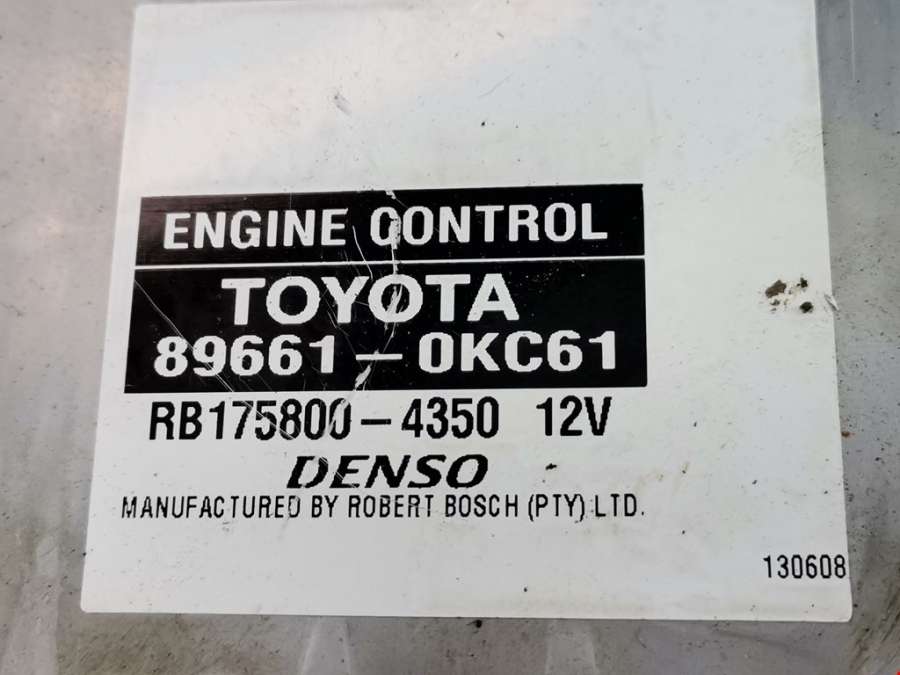 ENGINE CONTROL
TOYOTA
89661-0KC61
RB175800-4350 12V
DENSO
MANUFACTURED BY ROBERT BOSCH (PTY) LTD.
130608